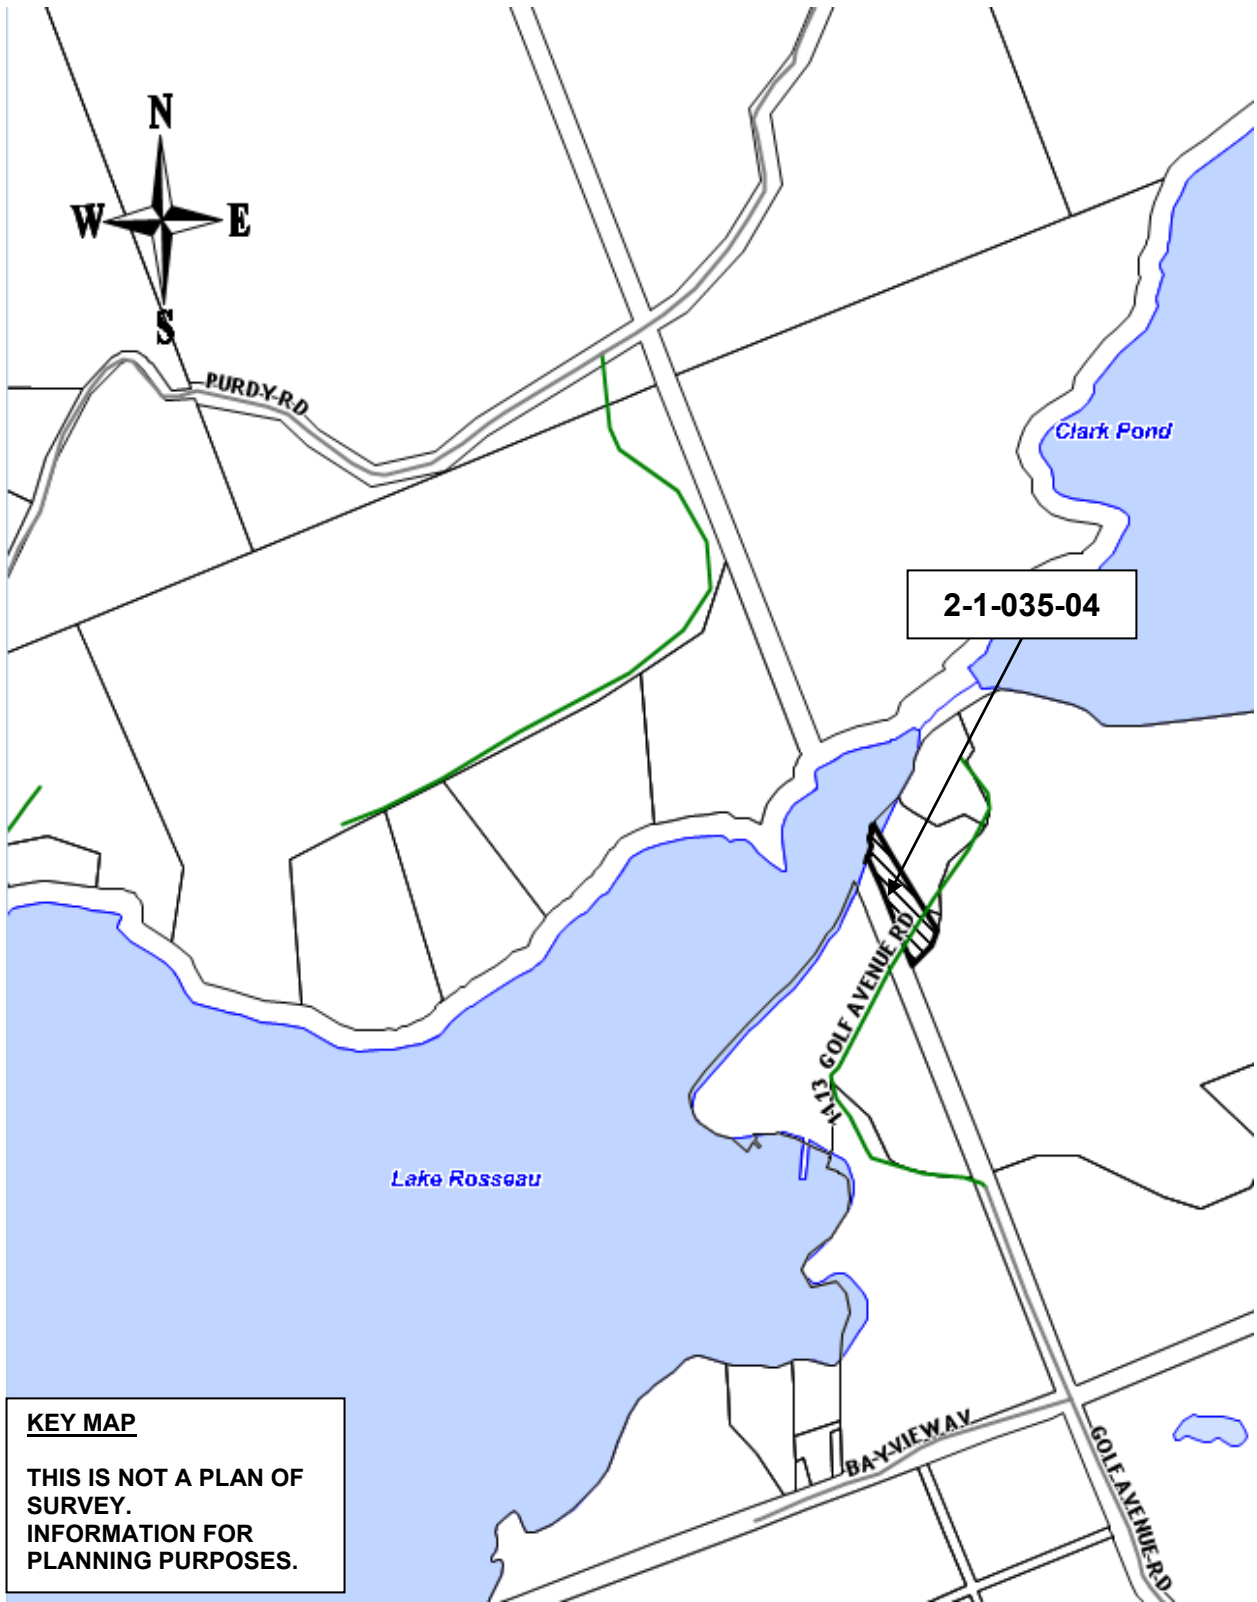 N
W E
S
PURDY RD
Clark Pond
2-1-035-04
1413 GOLF AVENUE RD
Lake Rosseau
KEY MAP
THIS IS NOT A PLAN OF
SURVEY.
INFORMATION FOR
PLANNING PURPOSES.
BAYVIEW AV
GOLF AVENUE RD